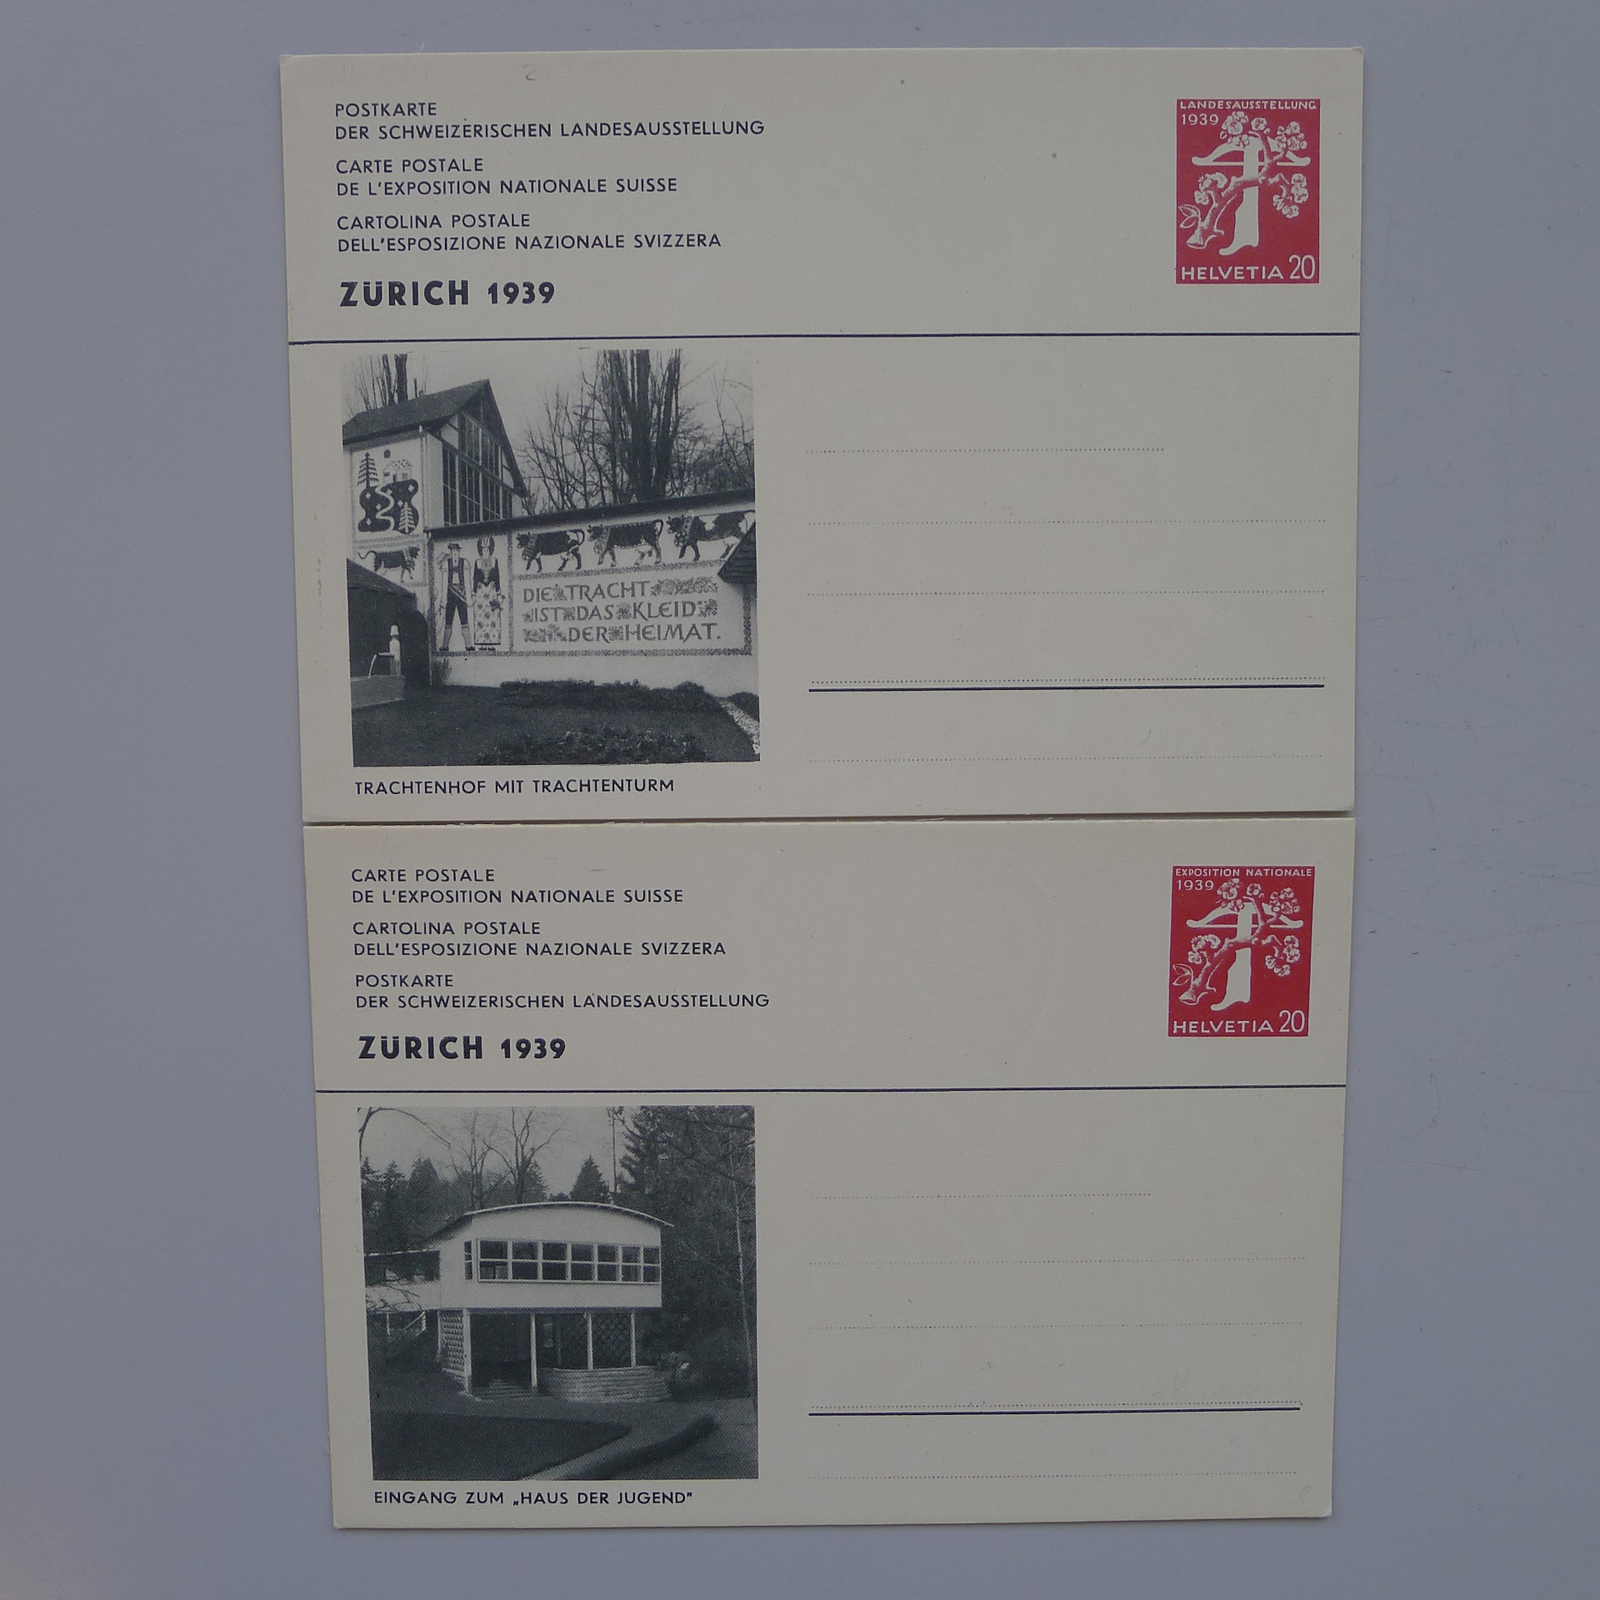 POSTKARTE
DER SCHWEIZERISCHEN LANDESAUSSTELLUNG
CARTE POSTALE
DE L'EXPOSITION NATIONALE SUISSE
CARTOLINA POSTALE
DELL'ESPOSIZIONE NAZIONALE SVIZZERA
ZÜRICH 1939
LANDESAUSSTELLUNG
1939
HELVETIA 20
DIE TRACHT
IST DAS KLEID
DER HEIMAT.
TRACHTENHOF MIT TRACHTENTURM
CARTE POSTALE
DE L'EXPOSITION NATIONALE SUISSE
CARTOLINA POSTALE
DELL'ESPOSIZIONE NAZIONALE SVIZZERA
POSTKARTE
DER SCHWEIZERISCHEN LANDESAUSSTELLUNG
ZÜRICH 1939
EXPOSITION NATIONALE
1939
HELVETIA 20
EINGANG ZUM „HAUS DER JUGEND"